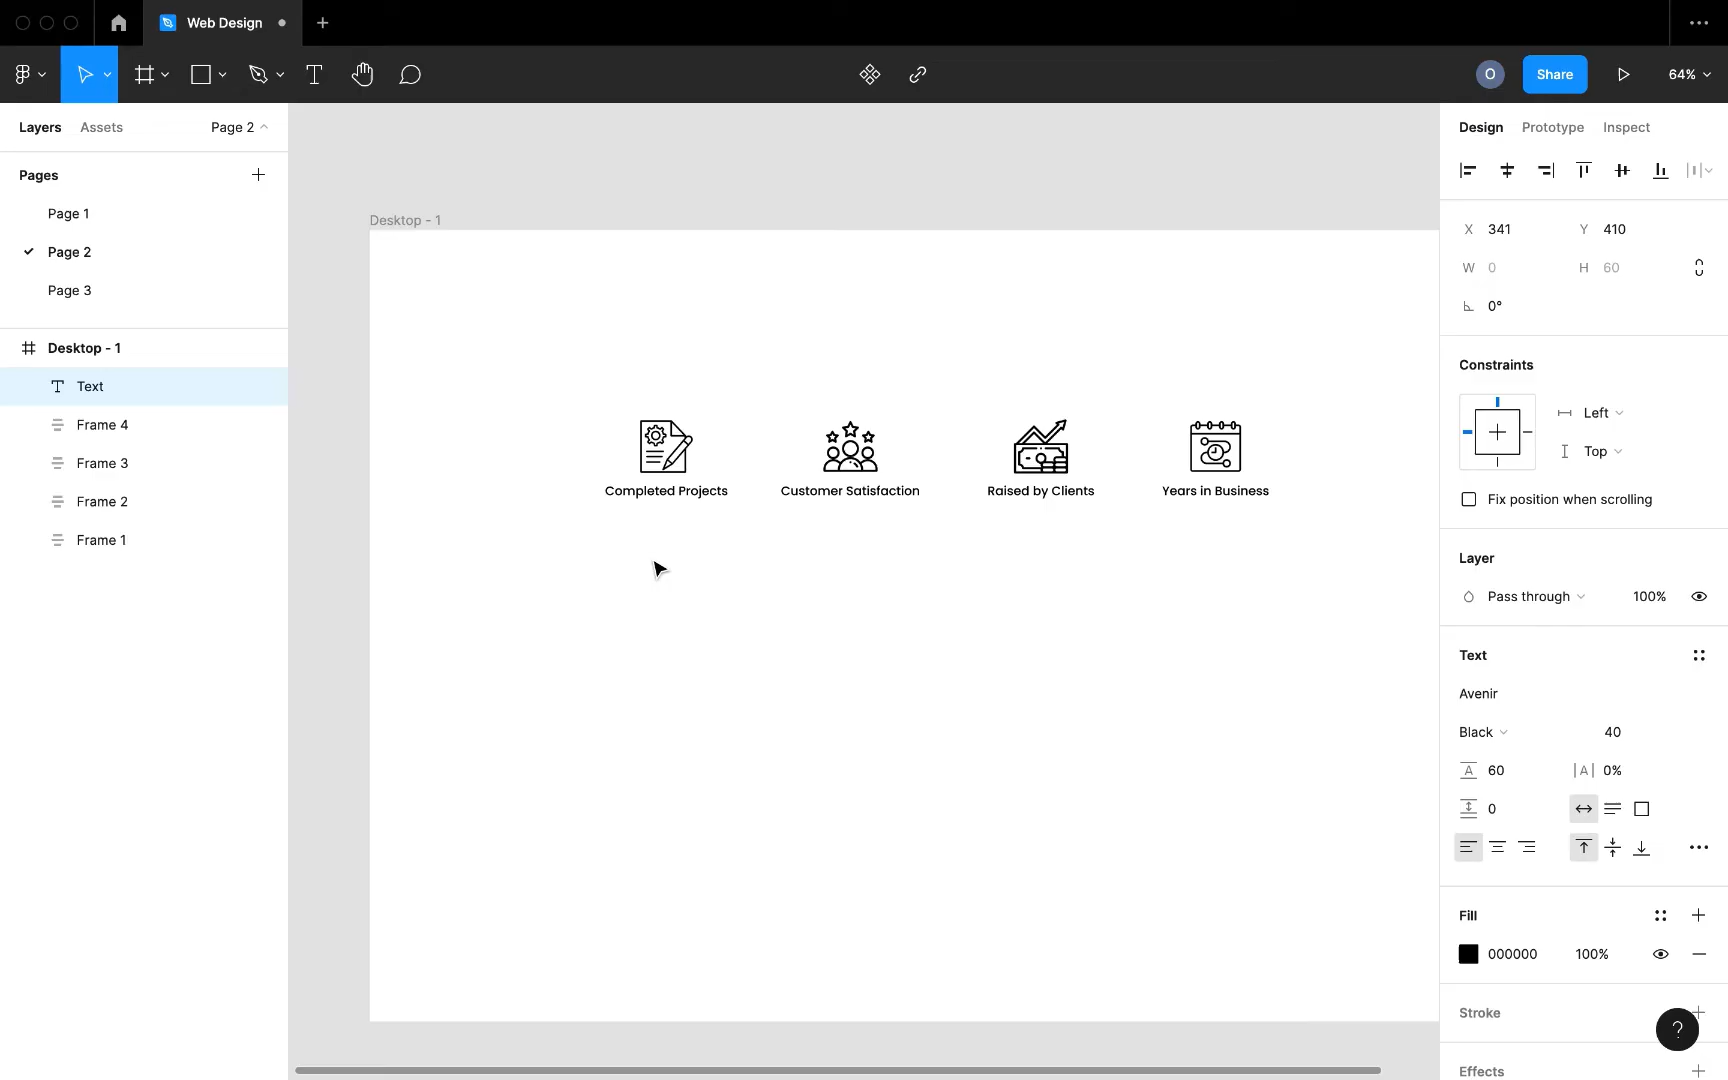 Web Design
O
Share
64%
Layers
Assets
Page 2
Pages
Page 1
Page 2
Page 3
Desktop - 1
Text
Frame 4
Frame 3
Frame 2
Frame 1
Desktop - 1
Completed Projects
Customer Satisfaction
Raised by Clients
Years in Business
Design
Prototype
Inspect
X 341
Y 410
W 0
H 60
0°
Constraints
Left
Top
Fix position when scrolling
Layer
Pass through
100%
Text
Avenir
Black
40
A 60
|A| 0%
0
Fill
000000
100%
Stroke
?
Effects